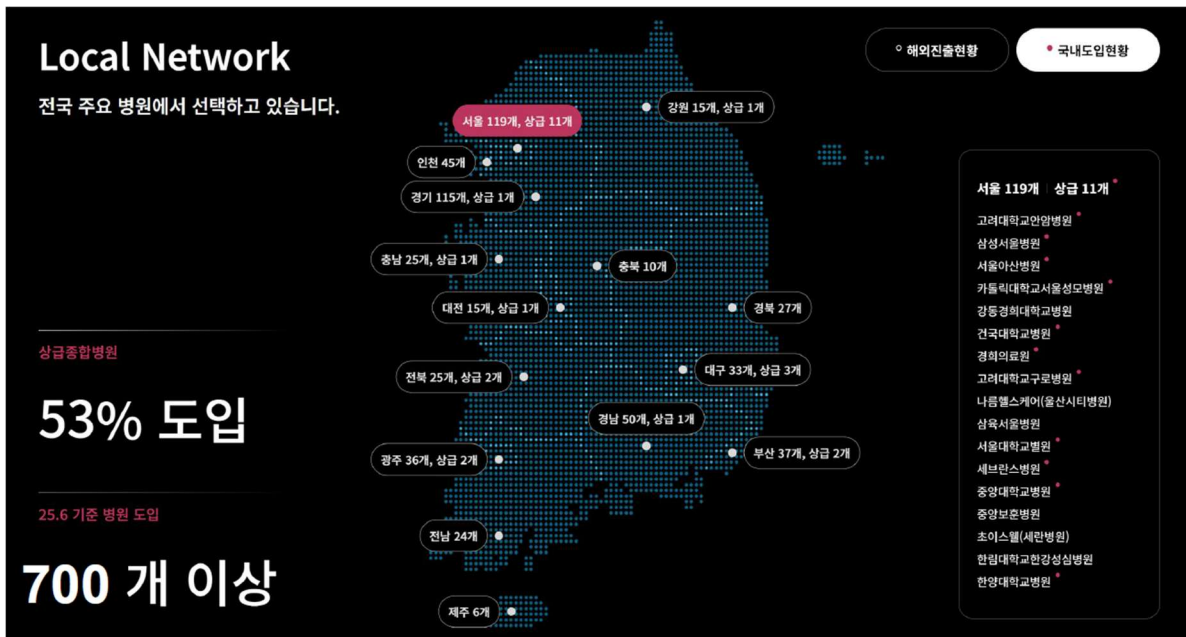 Local Network
전국 주요 병원에서 선택하고 있습니다.
해외진출현황
국내도입현황
강원 15개, 상급 1개
서울 119개, 상급 11개
인천 45개
경기 115개, 상급 1개
충남 25개, 상급 1개
충북 10개
대전 15개, 상급 1개
경북 27개
전북 25개, 상급 2개
대구 33개, 상급 3개
경남 50개, 상급 1개
광주 36개, 상급 2개
부산 37개, 상급 2개
전남 24개
제주 6개
상급종합병원
53% 도입
25.6 기준 병원 도입
700 개 이상
서울 119개 | 상급 11개
고려대학교안암병원
삼성서울병원
서울아산병원
카톨릭대학교서울성모병원
강동경희대학교병원
건국대학교병원
경희의료원
고려대학교구로병원
나름헬스케어(울산시티병원)
삼육서울병원
서울대학교별원
세브란스병원
중앙대학교병원
중앙보훈병원
초이스웰(세란병원)
한림대학교한강성심병원
한양대학교병원